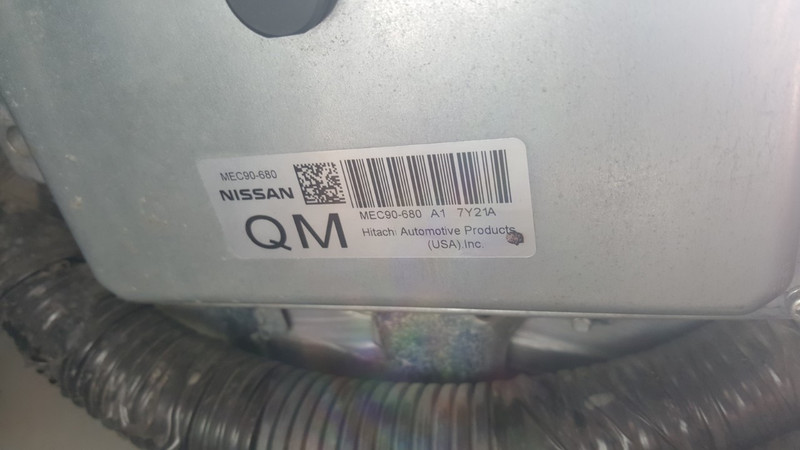 MEC90-680
NISSAN
QM
MEC90-680 A1 7Y21A
Hitachi Automotive Products
(USA),Inc.